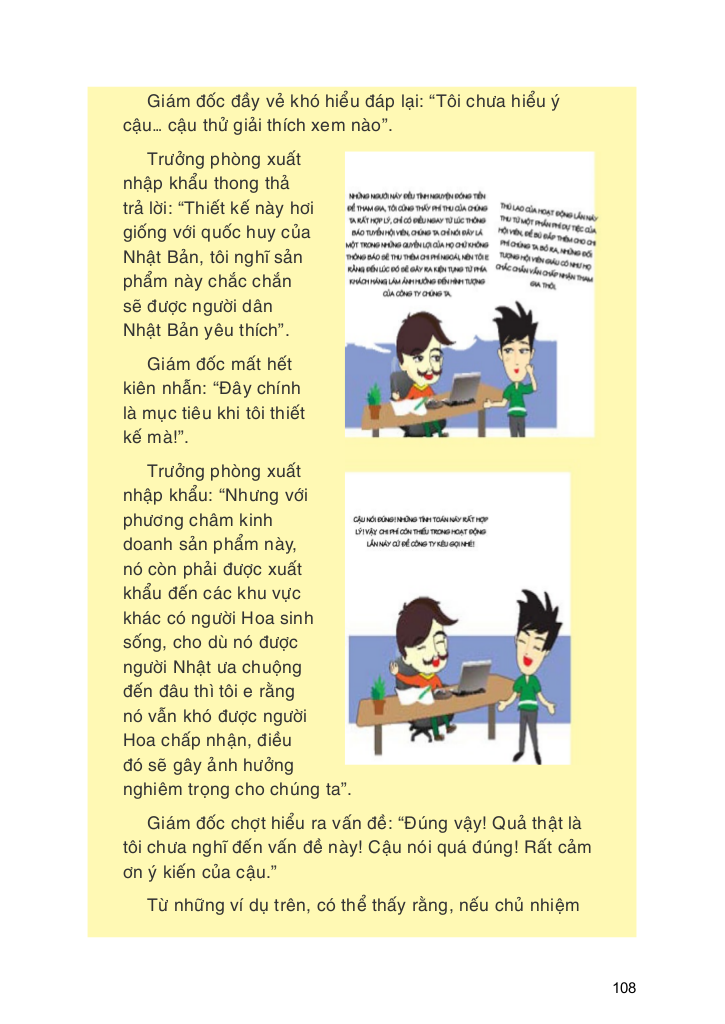 Giám đốc đầy vẻ khó hiểu đáp lại: “Tôi chưa hiểu ý
cậu… cậu thử giải thích xem nào”.
Trưởng phòng xuất
nhập khẩu thong thả
trả lời: “Thiết kế này hơi
giống với quốc huy của
Nhật Bản, tôi nghĩ sản
phẩm này chắc chắn
sẽ được người dân
Nhật Bản yêu thích”.
Giám đốc mất hết
kiên nhẫn: “Đây chính
là mục tiêu khi tôi thiết
kế mà!”.
NHỮNG NGƯỜI NÀY ĐỀU TÌNH NGUYỆN ĐÓNG TIỀN
ĐỂ THAM GIA, TÔI CŨNG THẤY PHÍ THU CỦA CHÚNG
TA RẤT HỢP LÝ, CHỈ CÓ ĐIỀU NGAY TỪ LÚC THÔNG
BÁO TUYỂN HỘI VIÊN, CHÚNG TA CHỈ NÓI ĐÂY LÀ
MỘT TRONG NHỮNG QUYỀN LỢI CỦA HỌ CHỨ KHÔNG
THÔNG BÁO SẼ THU THÊM CHI PHÍ NGOÀI, NÊN TÔI E
RẰNG ĐẾN LÚC ĐÓ SẼ GÂY RA KIỆN TỤNG TỪ PHÍA
KHÁCH HÀNG LÀM ẢNH HƯỞNG ĐẾN HÌNH TƯỢNG
CỦA CÔNG TY CHÚNG TA.
THÙ LAO CỦA HOẠT ĐỘNG LẦN NÀY
THU TỪ MỘT PHẦN PHÍ DỰ TIỆC CỦA
HỘI VIÊN, ĐỂ BÙ ĐẮP THÊM CHO CHI
PHÍ CHÚNG TA BỎ RA, NHỮNG ĐỐI
TƯỢNG HỘI VIÊN GIÀU CÓ NHƯ HỌ
CHẮC CHẮN VẪN CHẤP NHẬN THAM
GIA THÔI.
Trưởng phòng xuất
nhập khẩu: “Nhưng với
phương châm kinh
doanh sản phẩm này,
nó còn phải được xuất
khẩu đến các khu vực
khác có người Hoa sinh
sống, cho dù nó được
người Nhật ưa chuộng
đến đâu thì tôi e rằng
nó vẫn khó được người
Hoa chấp nhận, điều
đó sẽ gây ảnh hưởng
nghiêm trọng cho chúng ta”.
CẬU NÓI ĐÚNG! NHỮNG TÍNH TOÁN NÀY RẤT HỢP
LÝ! VẬY CHI PHÍ CÒN THIẾU TRONG HOẠT ĐỘNG
LẦN NÀY CỨ ĐỂ CÔNG TY KÊU GỌI NHÉ!
Giám đốc chợt hiểu ra vấn đề: “Đúng vậy! Quả thật là
tôi chưa nghĩ đến vấn đề này! Cậu nói quá đúng! Rất cảm
ơn ý kiến của cậu.”
Từ những ví dụ trên, có thể thấy rằng, nếu chủ nhiệm
108